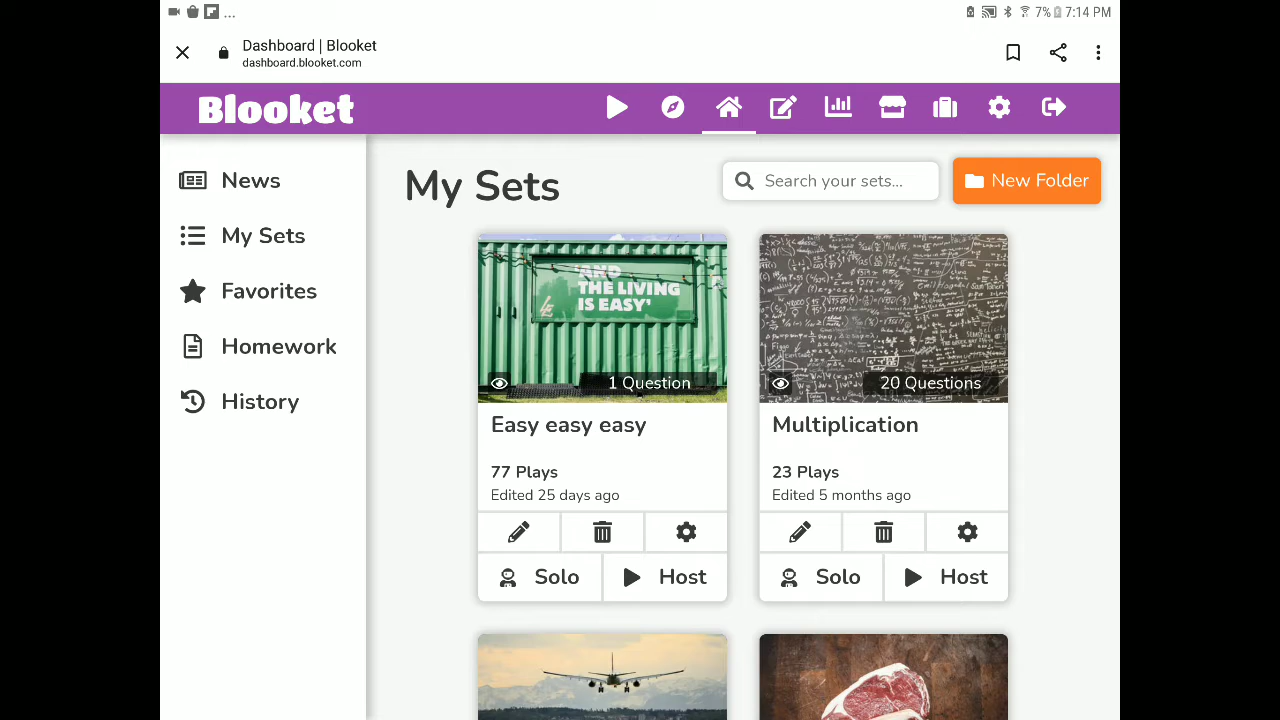 ... 7% 7:14 PM
Dashboard | Blooket
dashboard.blooket.com
Blooket
News
My Sets
Favorites
Homework
History
My Sets
Search your sets...
New Folder
'AND
THE LIVING
IS EASY'
1 Question
20 Questions
Easy easy easy
Multiplication
77 Plays
23 Plays
Edited 25 days ago
Edited 5 months ago
Solo
Host
Solo
Host